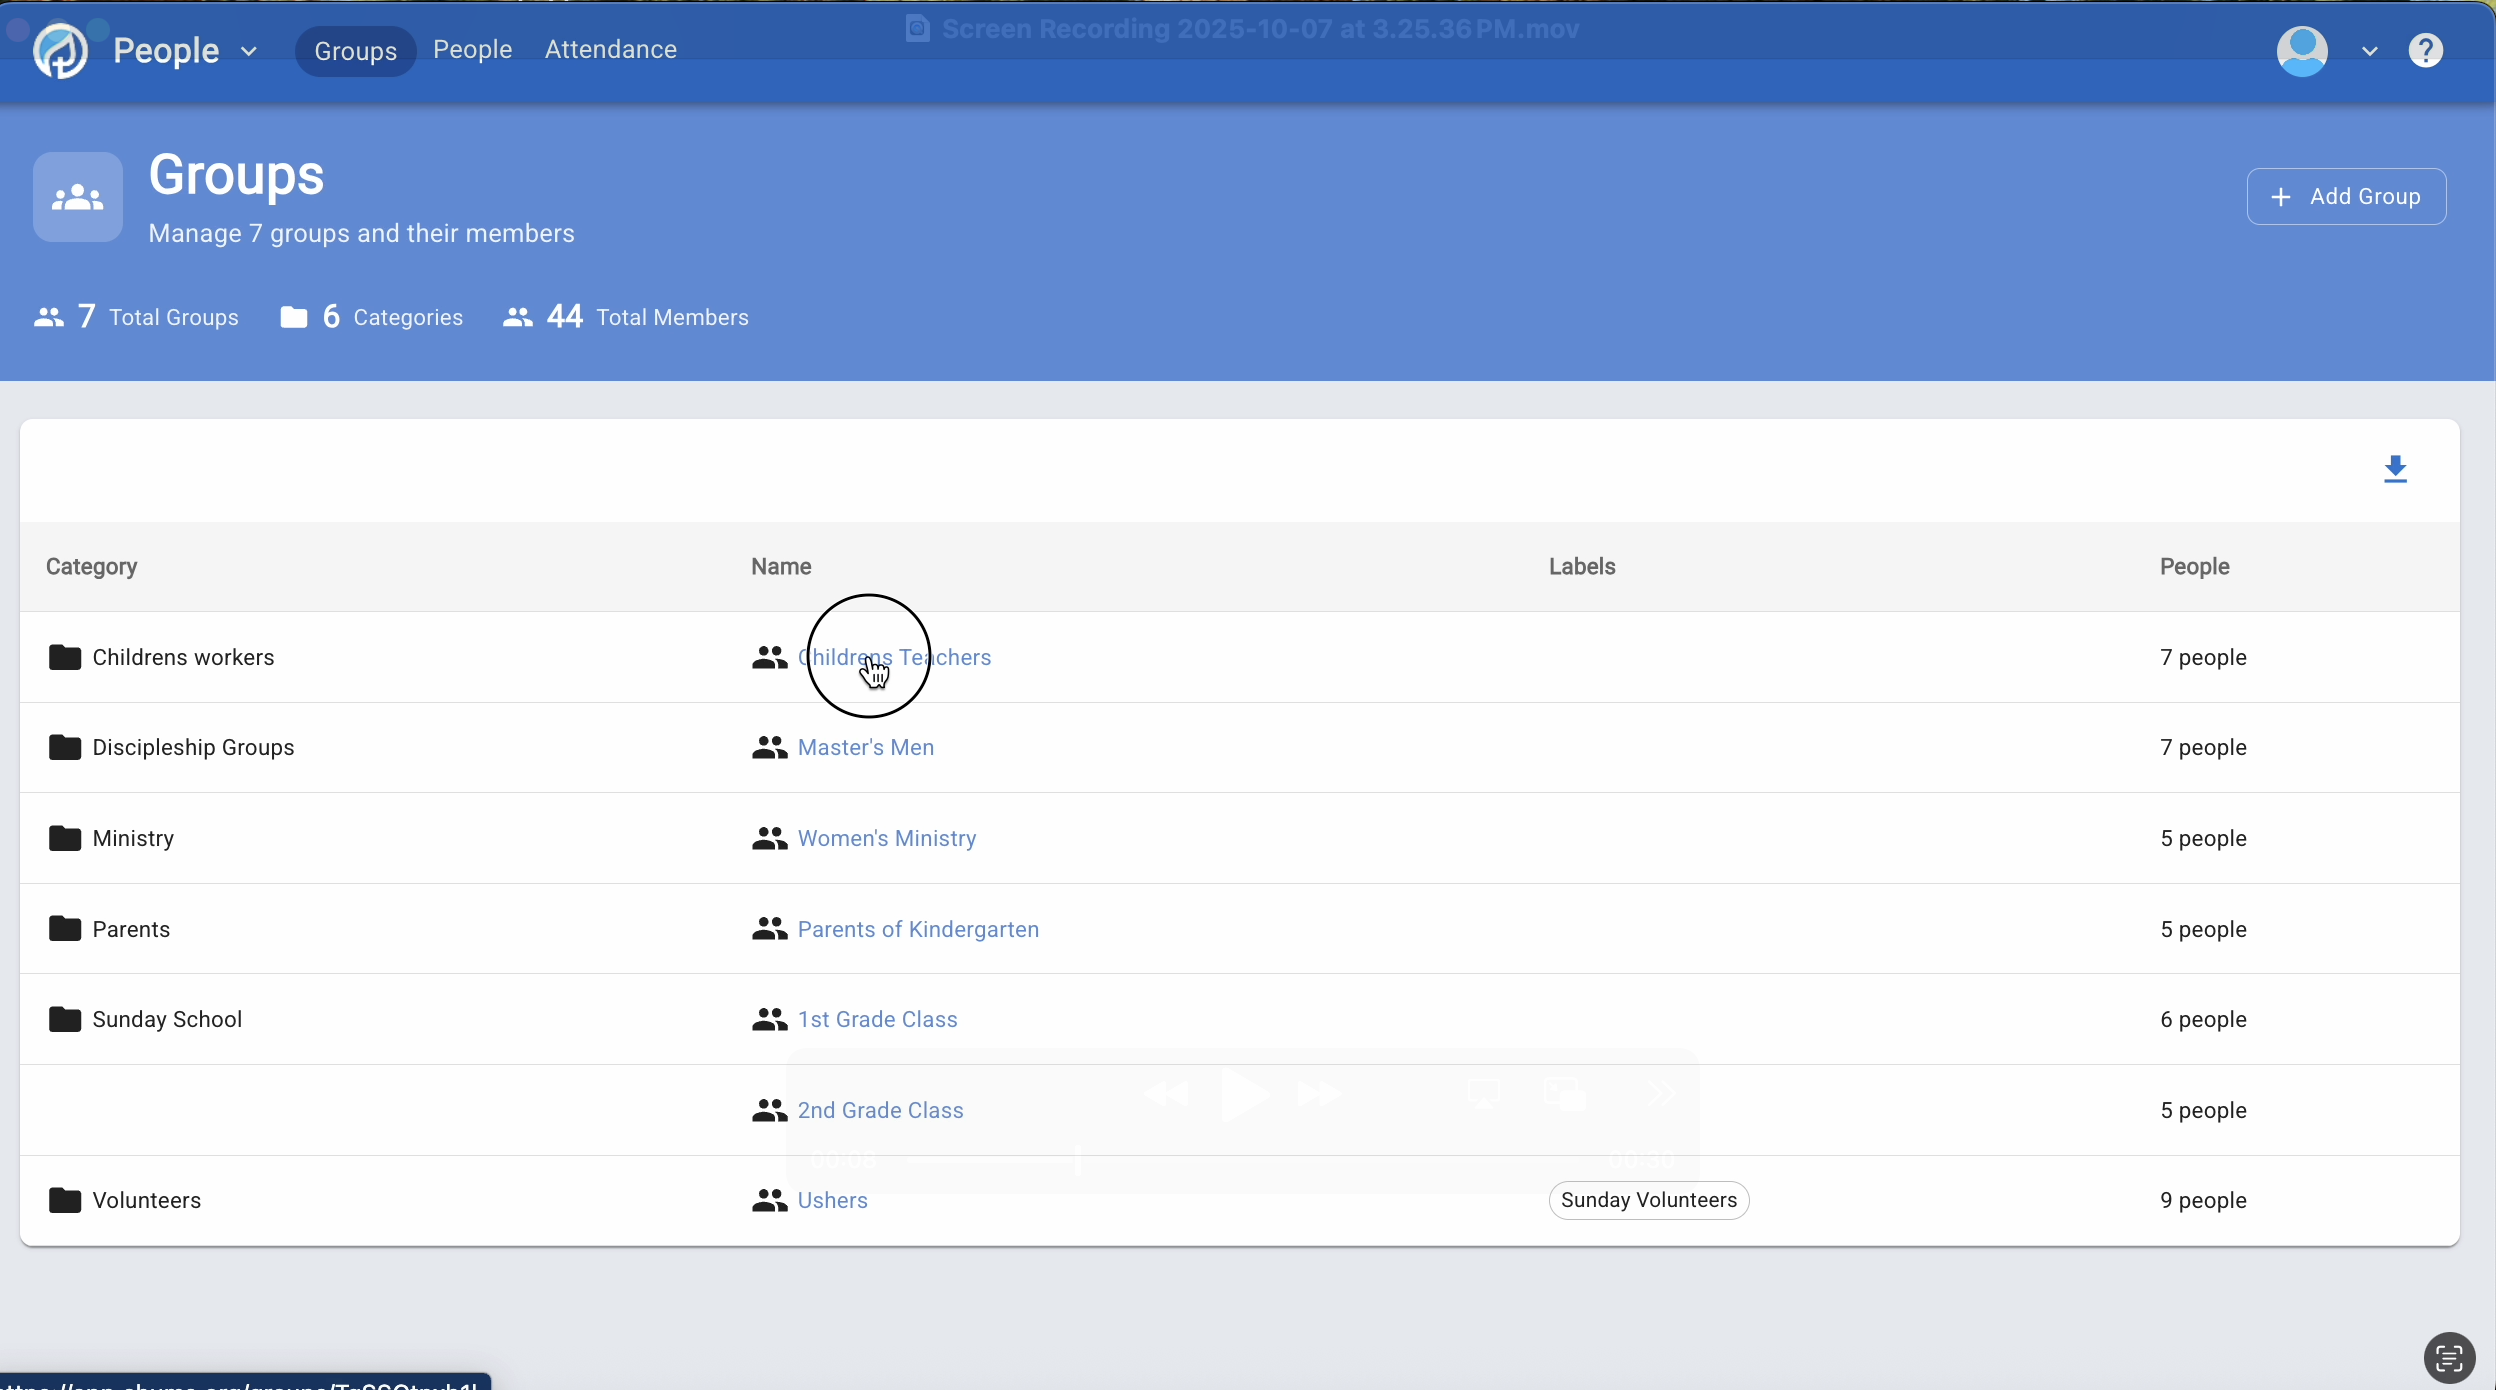 Screen Recording 2025-10-07 at 3.25.36 PM.mov
People Groups People Attendance
Groups
Manage 7 groups and their members
+ Add Group
7 Total Groups 6 Categories 44 Total Members
Category Name Labels People
Childrens workers Childrens Teachers 7 people
Discipleship Groups Master's Men 7 people
Ministry Women's Ministry 5 people
Parents Parents of Kindergarten 5 people
Sunday School 1st Grade Class 6 people
2nd Grade Class 5 people
00:08 00:30
Volunteers Ushers Sunday Volunteers 9 people